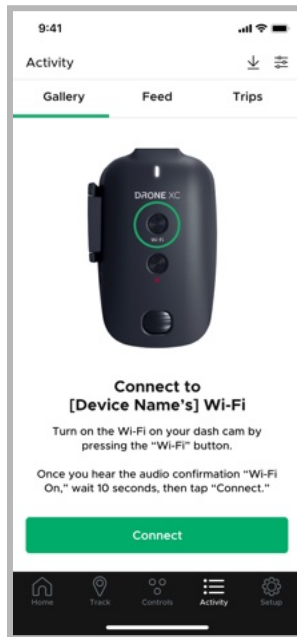 9:41
Activity
Gallery Feed Trips
DRONE XC
Wi-Fi
Connect to
[Device Name's] Wi-Fi
Turn on the Wi-Fi on your dash cam by
pressing the “Wi-Fi” button.
Once you hear the audio confirmation “Wi-Fi
On,” wait 10 seconds, then tap “Connect.”
Connect
Home Track Controls Activity Setup